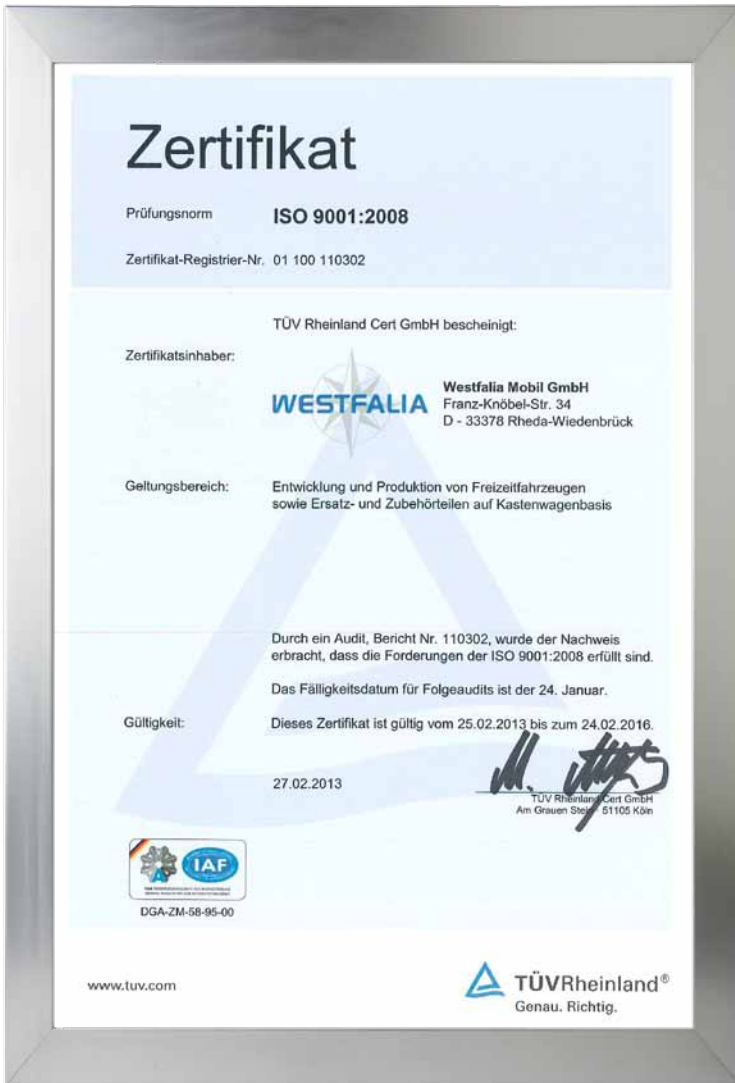 Zertifikat
Prüfungsnorm ISO 9001:2008
Zertifikat-Registrier-Nr. 01 100 110302
TÜV Rheinland Cert GmbH bescheinigt:
Zertifikatsinhaber:
WESTFALIA
Westfalia Mobil GmbH
Franz-Knöbel-Str. 34
D - 33378 Rheda-Wiedenbrück
Geltungsbereich: Entwicklung und Produktion von Freizeitfahrzeugen
sowie Ersatz- und Zubehörteilen auf Kastenwagenbasis
Durch ein Audit, Bericht Nr. 110302, wurde der Nachweis
erbracht, dass die Forderungen der ISO 9001:2008 erfüllt sind.
Das Fälligkeitsdatum für Folgeaudits ist der 24. Januar.
Gültigkeit: Dieses Zertifikat ist gültig vom 25.02.2013 bis zum 24.02.2016.
27.02.2013
TÜV Rheinland Cert GmbH
Am Grauen Stein · 51105 Köln
IAF
DGA-ZM-58-95-00
www.tuv.com
TÜVRheinland®
Genau. Richtig.